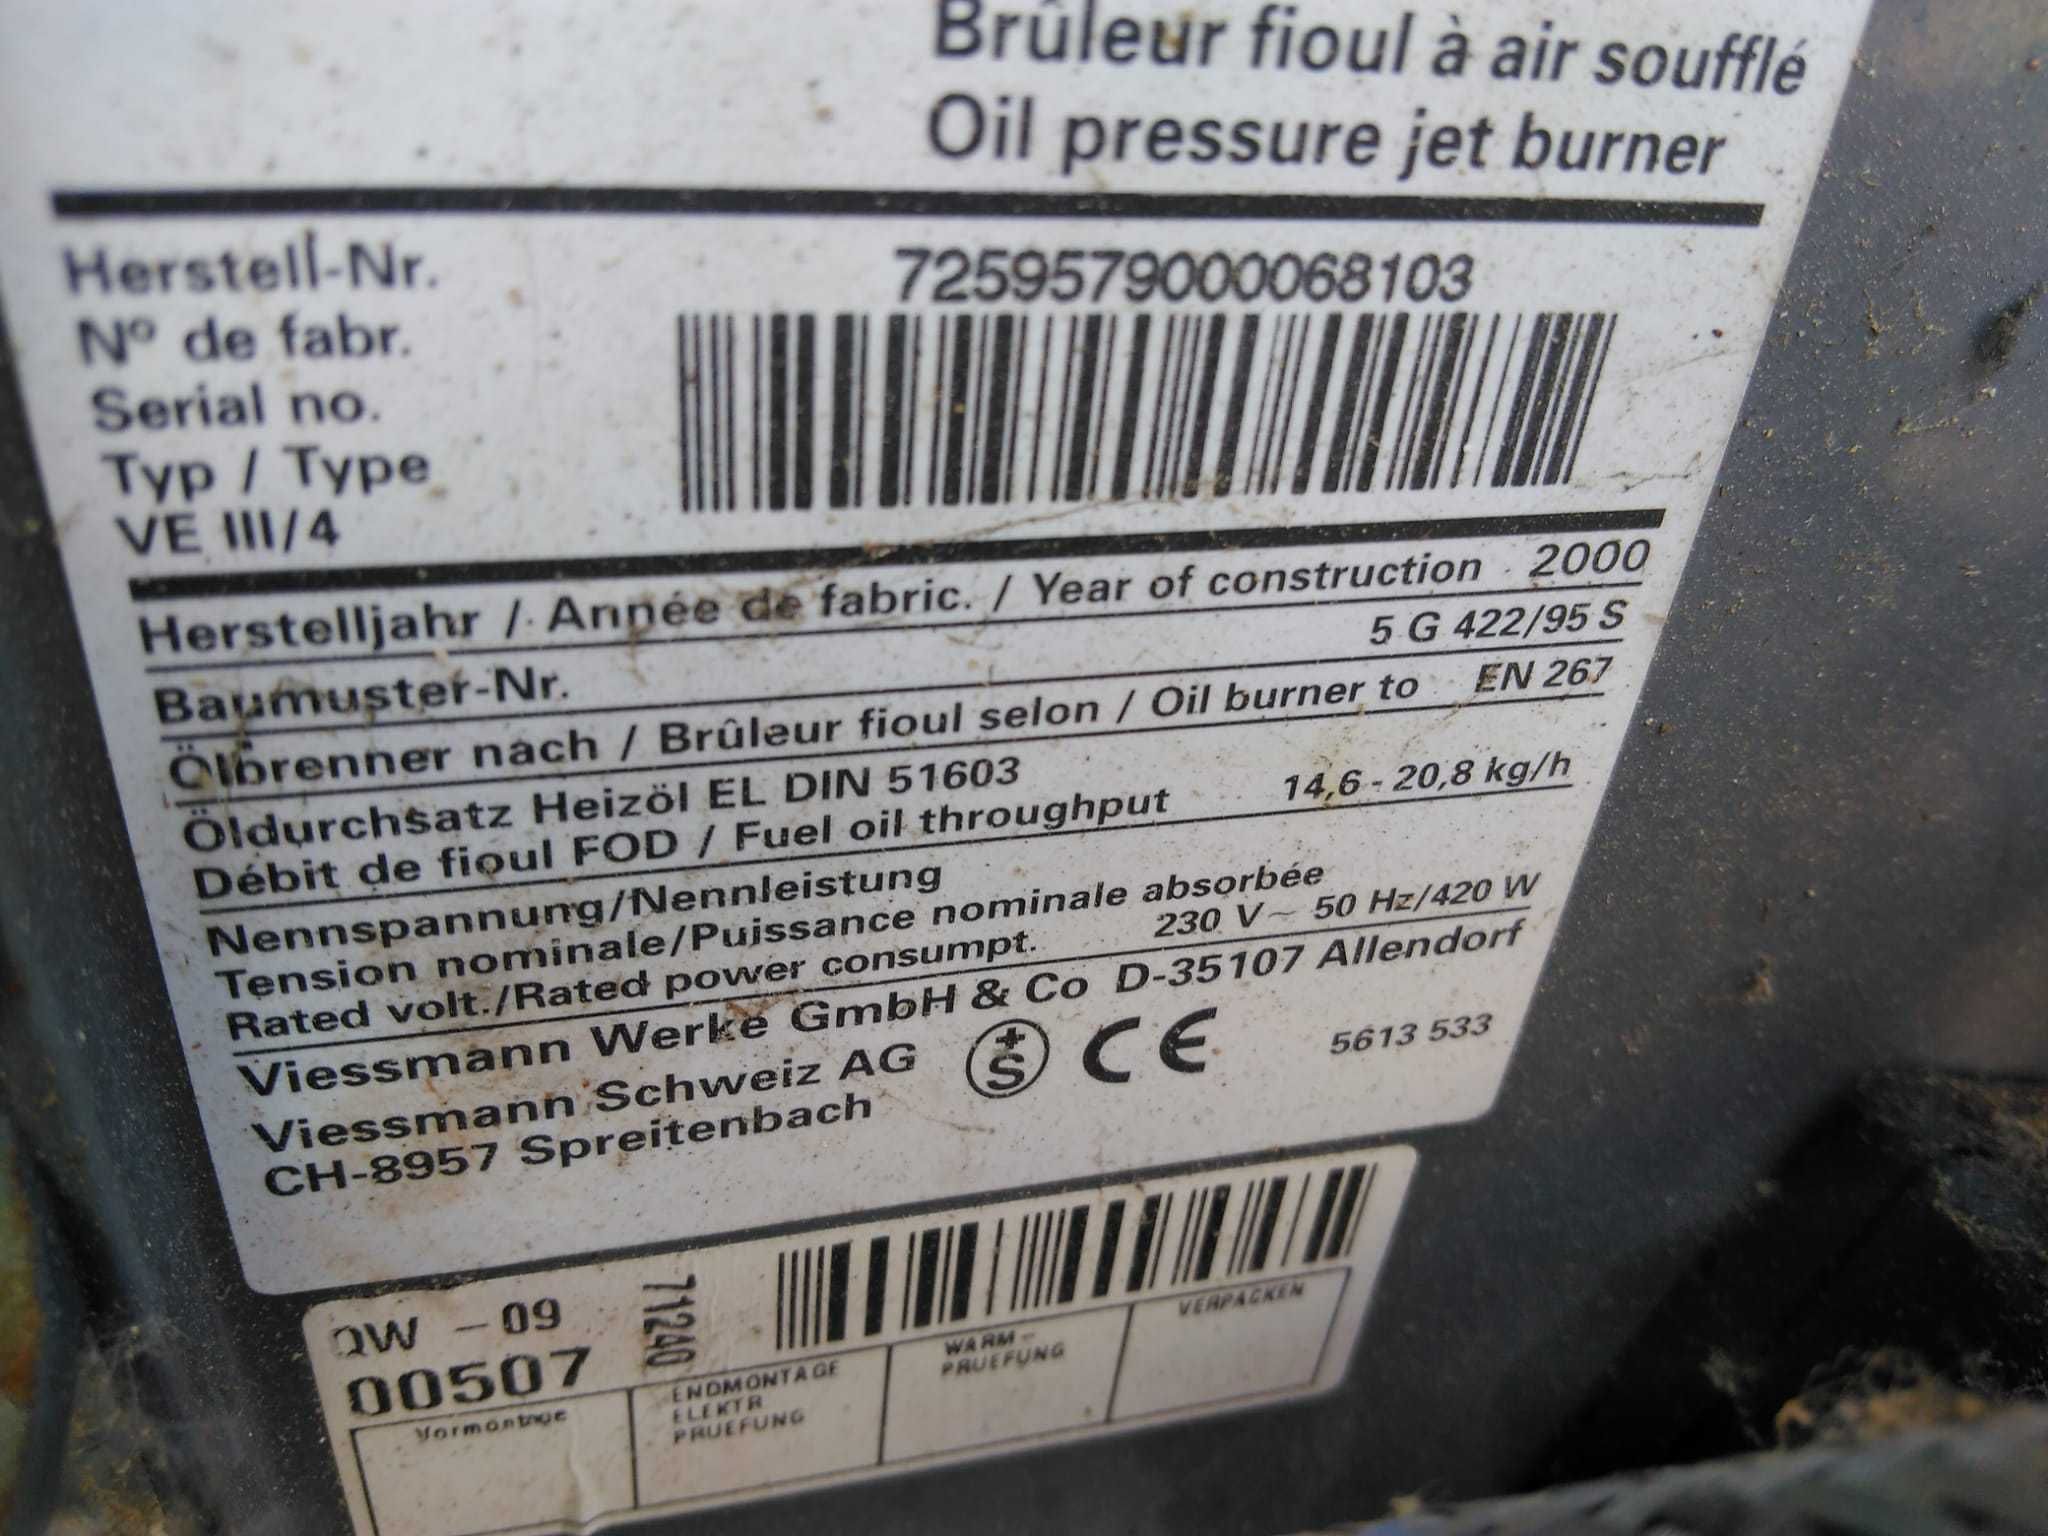 Brûleur fioul à air soufflé
Oil pressure jet burner
Herstell-Nr. 7259579000068103
Nº de fabr.
Serial no.
Typ / Type
VE III/4
Herstelljahr / Année de fabric. / Year of construction 2000
Baumuster-Nr. 5 G 422/95 S
Ölbrenner nach / Brûleur fioul selon / Oil burner to EN 267
Öldurchsatz Heizöl EL DIN 51603
Débit de fioul FOD / Fuel oil throughput 14,6 - 20,8 kg/h
Nennspannung/Nennleistung
Tension nominale/Puissance nominale absorbée
Rated volt./Rated power consumpt. 230 V~ 50 Hz/420 W
Viessmann Werke GmbH & Co D-35107 Allendorf
Viessmann Schweiz AG
CH-8957 Spreitenbach
+S CE 5613 533
QW -09
00507
71240
Vormontage
ENDMONTAGE
ELEKTR
PRUEFUNG
WARM-
PRUEFUNG
VERPACKEN